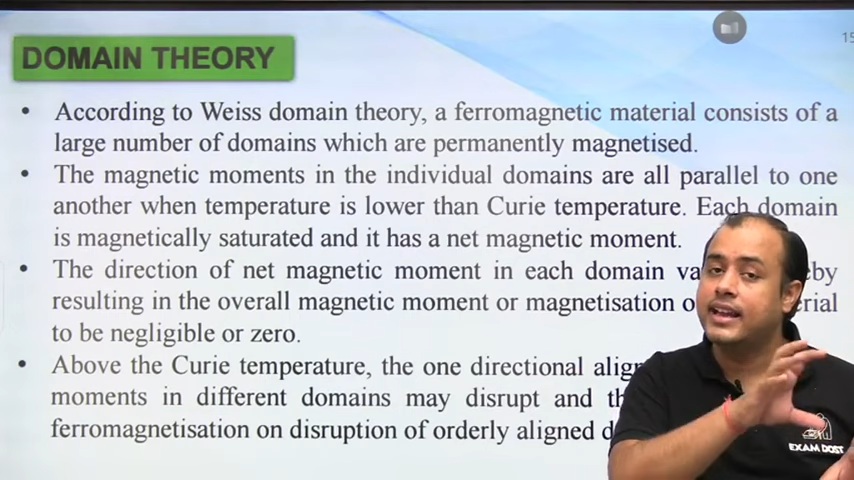 15
DOMAIN THEORY
• According to Weiss domain theory, a ferromagnetic material consists of a
large number of domains which are permanently magnetised.
• The magnetic moments in the individual domains are all parallel to one
another when temperature is lower than Curie temperature. Each domain
is magnetically saturated and it has a net magnetic moment.
• The direction of net magnetic moment in each domain
resulting in the overall magnetic moment or magnetisation
to be negligible or zero.
• Above the Curie temperature, the one directional
moments in different domains may disrupt and
ferromagnetisation on disruption of orderly aligned
EXAM DOST